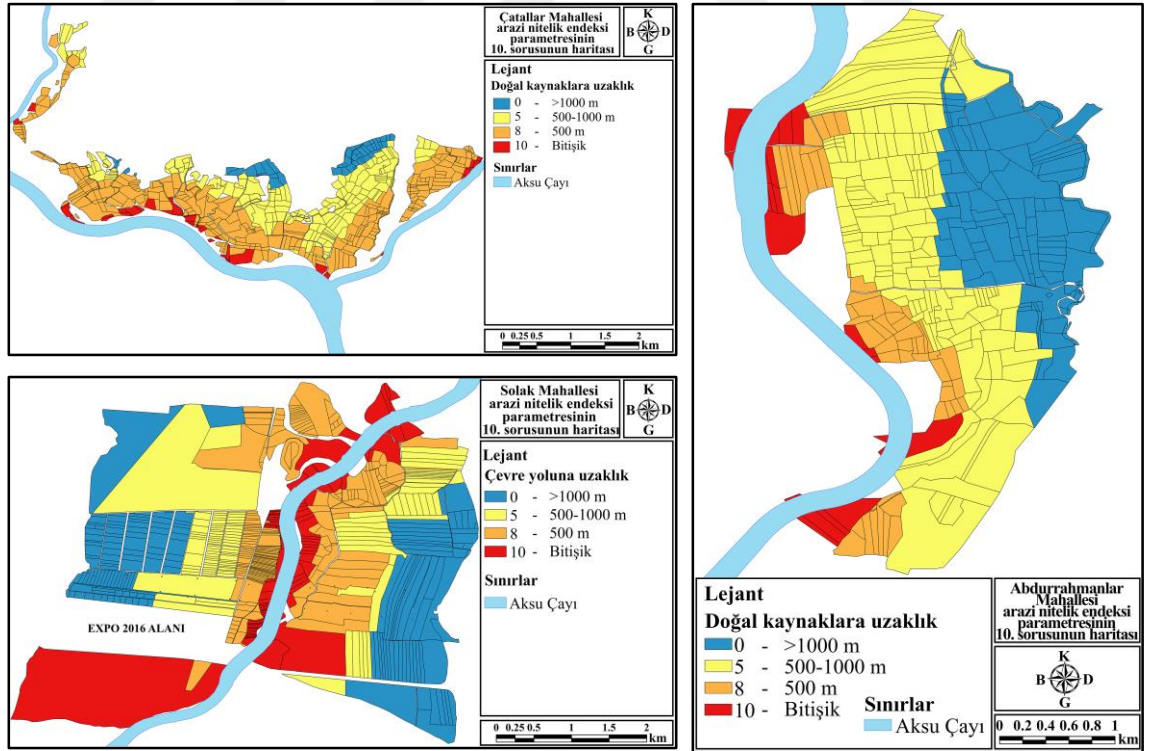 Çatallar Mahallesi
arazi nitelik endeksi
parametresinin
10. sorusunun haritası
K
B D
G
Lejant
Doğal kaynaklara uzaklık
0 - >1000 m
5 - 500-1000 m
8 - 500 m
10 - Bitişik
Sınırlar
Aksu Çayı
0 0.25 0.5 1 1.5 2
km
Solak Mahallesi
arazi nitelik endeksi
parametresinin
10. sorusunun haritası
K
B D
G
Lejant
Çevre yoluna uzaklık
0 - >1000 m
5 - 500-1000 m
8 - 500 m
10 - Bitişik
Sınırlar
Aksu Çayı
EXPO 2016 ALANI
0 0.25 0.5 1 1.5 2
km
Lejant
Doğal kaynaklara uzaklık
0 - >1000 m
5 - 500-1000 m
8 - 500 m
10 - Bitişik
Sınırlar
Aksu Çayı
Abdurrahmanlar
Mahallesi
arazi nitelik endeksi
parametresinin
10. sorusunun haritası
K
B D
G
0 0.2 0.4 0.6 0.8 1
km